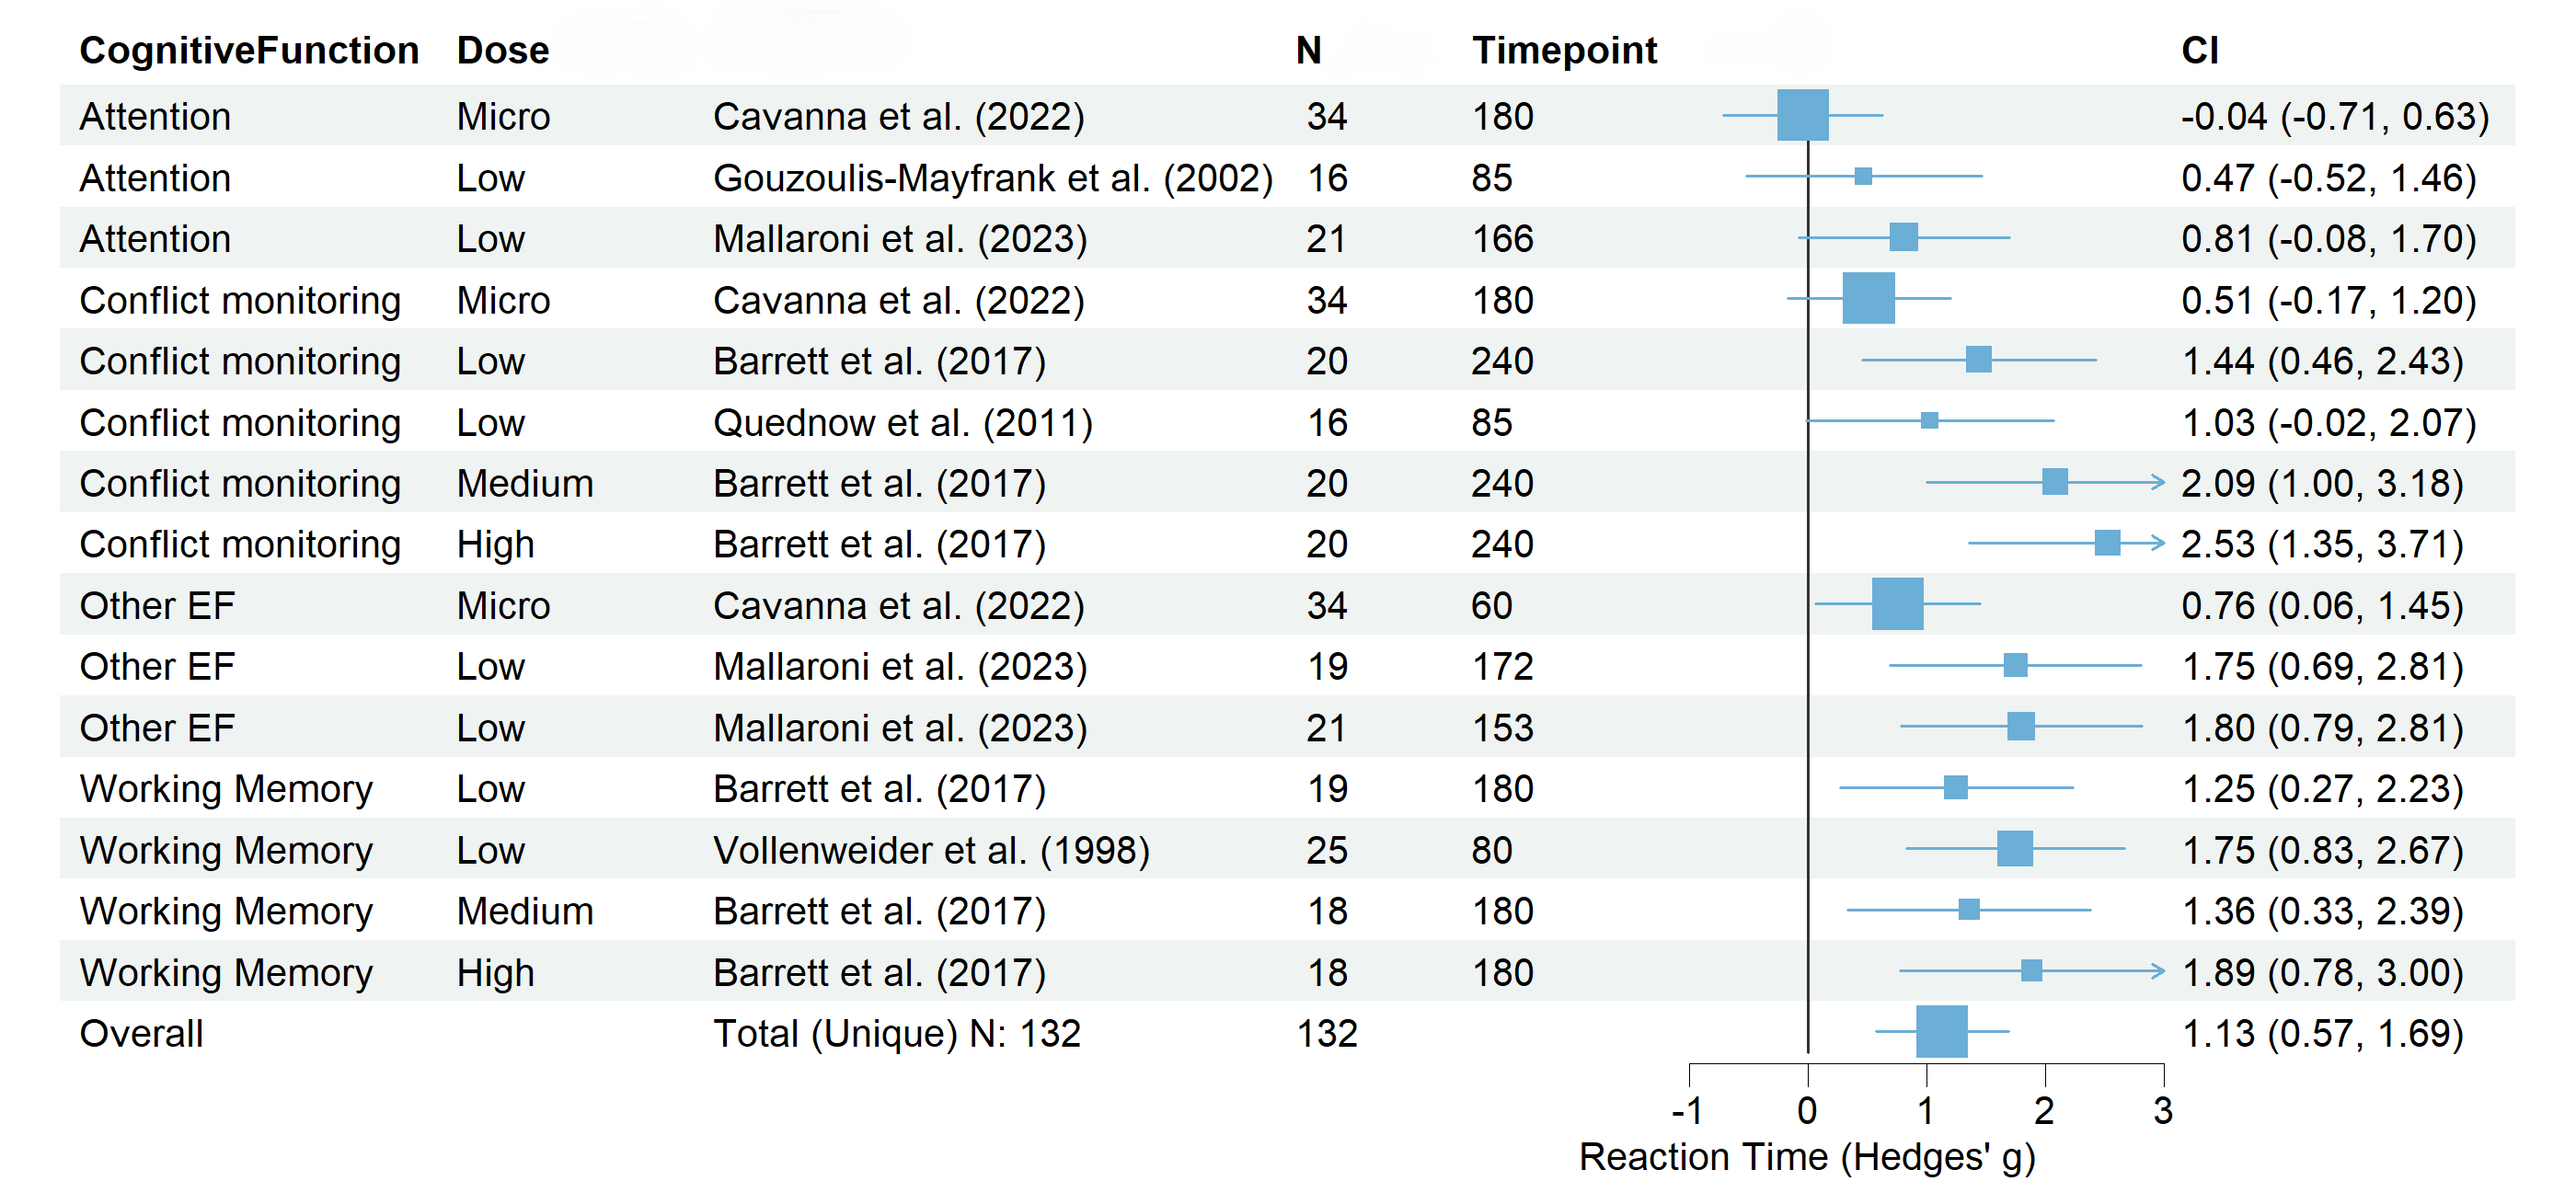 CognitiveFunction Dose N Timepoint CI
Attention Micro Cavanna et al. (2022) 34 180 -0.04 (-0.71, 0.63)
Attention Low Gouzoulis-Mayfrank et al. (2002) 16 85 0.47 (-0.52, 1.46)
Attention Low Mallaroni et al. (2023) 21 166 0.81 (-0.08, 1.70)
Conflict monitoring Micro Cavanna et al. (2022) 34 180 0.51 (-0.17, 1.20)
Conflict monitoring Low Barrett et al. (2017) 20 240 1.44 (0.46, 2.43)
Conflict monitoring Low Quednow et al. (2011) 16 85 1.03 (-0.02, 2.07)
Conflict monitoring Medium Barrett et al. (2017) 20 240 2.09 (1.00, 3.18)
Conflict monitoring High Barrett et al. (2017) 20 240 2.53 (1.35, 3.71)
Other EF Micro Cavanna et al. (2022) 34 60 0.76 (0.06, 1.45)
Other EF Low Mallaroni et al. (2023) 19 172 1.75 (0.69, 2.81)
Other EF Low Mallaroni et al. (2023) 21 153 1.80 (0.79, 2.81)
Working Memory Low Barrett et al. (2017) 19 180 1.25 (0.27, 2.23)
Working Memory Low Vollenweider et al. (1998) 25 80 1.75 (0.83, 2.67)
Working Memory Medium Barrett et al. (2017) 18 180 1.36 (0.33, 2.39)
Working Memory High Barrett et al. (2017) 18 180 1.89 (0.78, 3.00)
Overall Total (Unique) N: 132 132 1.13 (0.57, 1.69)
-1 0 1 2 3
Reaction Time (Hedges' g)